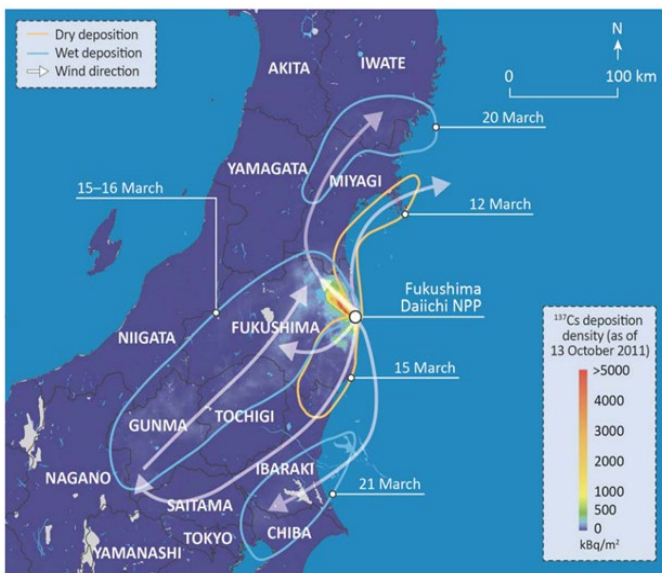 Dry deposition
Wet deposition
Wind direction
N
0
100 km
AKITA
IWATE
20 March
YAMAGATA
MIYAGI
15–16 March
12 March
Fukushima
Daiichi NPP
NIIGATA
FUKUSHIMA
15 March
GUNMA
TOCHIGI
NAGANO
IBARAKI
SAITAMA
21 March
TOKYO
CHIBA
YAMANASHI
¹³⁷Cs deposition
density (as of
13 October 2011)
>5000
4000
3000
2000
1000
500
0
kBq/m²